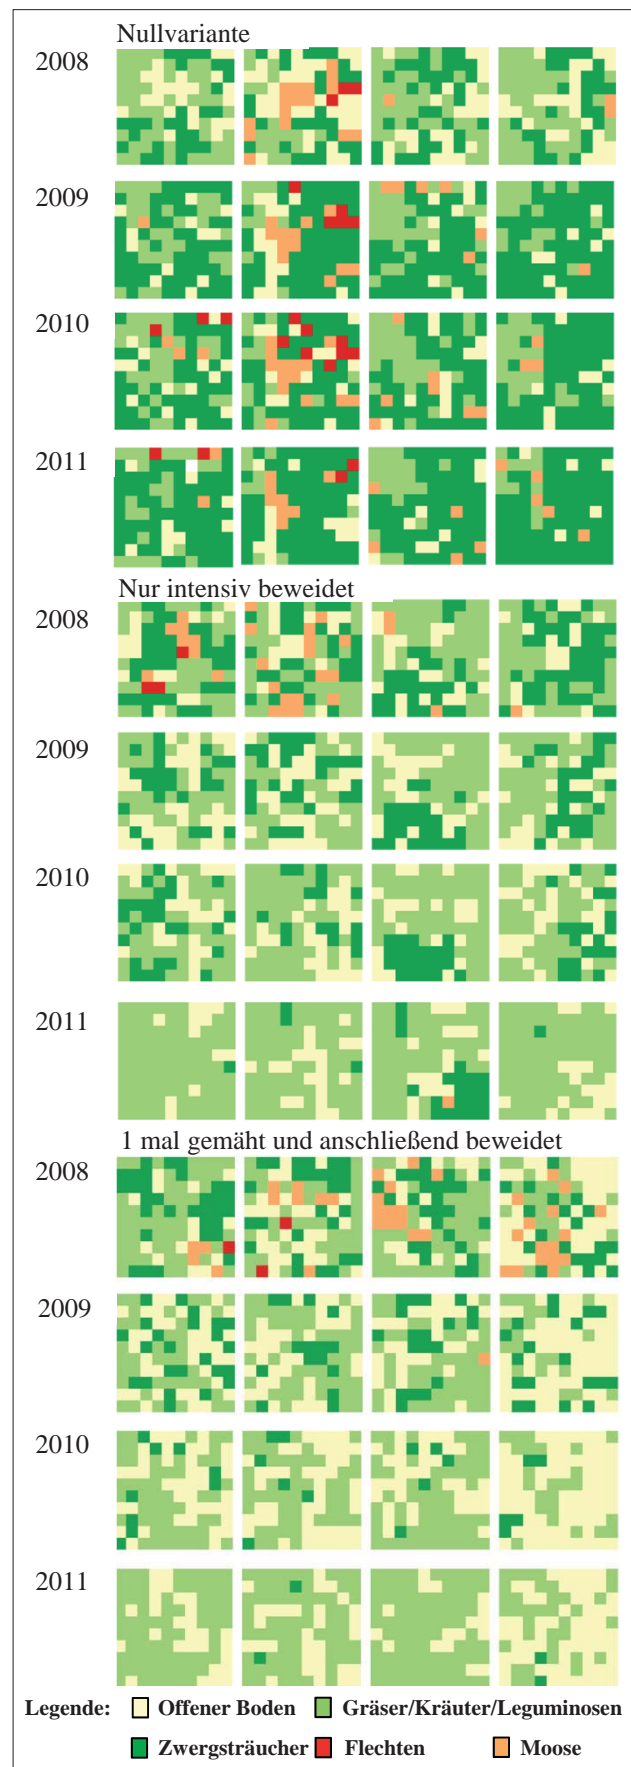 Nullvariante
2008
2009
2010
2011
Nur intensiv beweidet
2008
2009
2010
2011
1 mal gemäht und anschließend beweidet
2008
2009
2010
2011
Legende: Offener Boden Gräser/Kräuter/Leguminosen
Zwergsträucher Flechten Moose